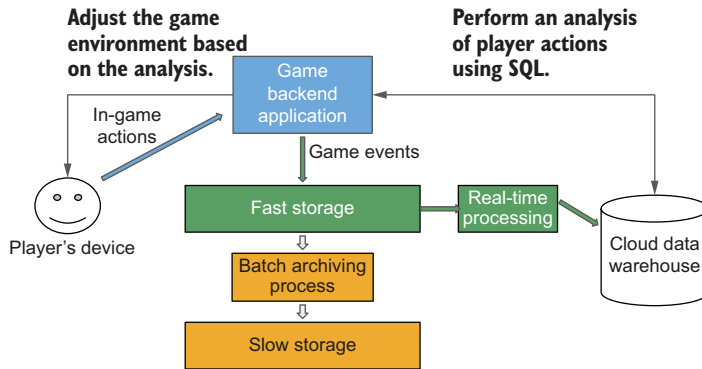 Adjust the game
environment based
on the analysis.
Perform an analysis
of player actions
using SQL.
Game
backend
application
In-game
actions
Game events
Fast storage
Real-time
processing
Player's device
Cloud data
warehouse
Batch archiving
process
Slow storage